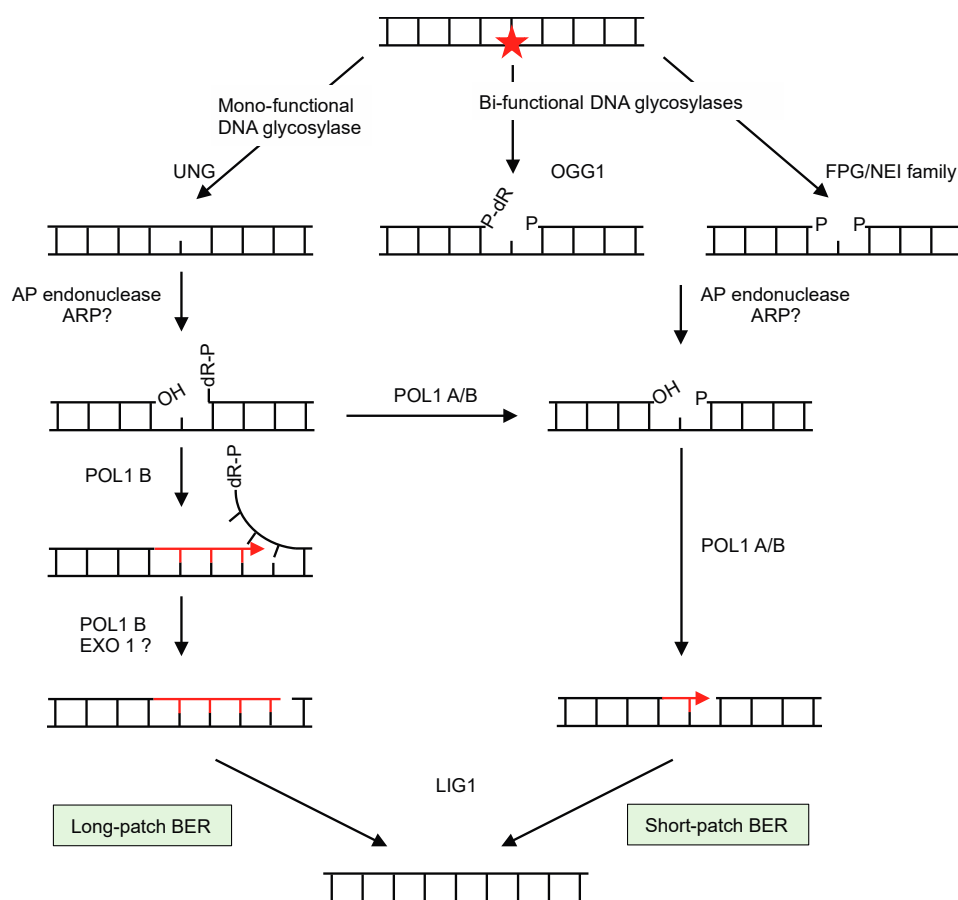 Mono-functional
DNA glycosylase
Bi-functional DNA glycosylases
UNG
OGG1
FPG/NEI family
P-dR
P
P
P
AP endonuclease
ARP?
AP endonuclease
ARP?
OH
dR-P
POL1 A/B
OH
P
POL1 B
dR-P
POL1 A/B
POL1 B
EXO 1 ?
LIG1
Long-patch BER
Short-patch BER